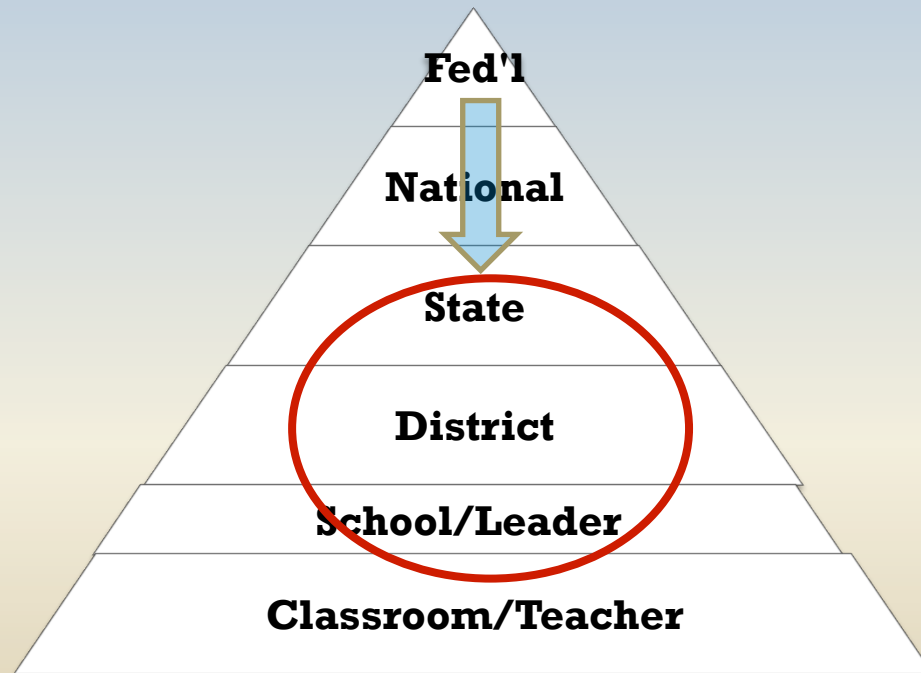 Fed'l
National
State
District
School/Leader
Classroom/Teacher